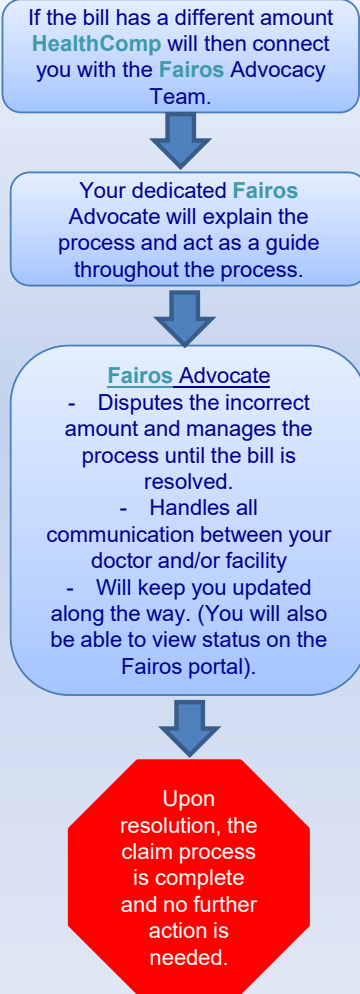 If the bill has a different amount
HealthComp will then connect
you with the Fairos Advocacy
Team.
Your dedicated Fairos
Advocate will explain the
process and act as a guide
throughout the process.
Fairos Advocate
- Disputes the incorrect
amount and manages the
process until the bill is
resolved.
- Handles all
communication between your
doctor and/or facility
- Will keep you updated
along the way. (You will also
be able to view status on the
Fairos portal).
Upon
resolution, the
claim process
is complete
and no further
action is
needed.